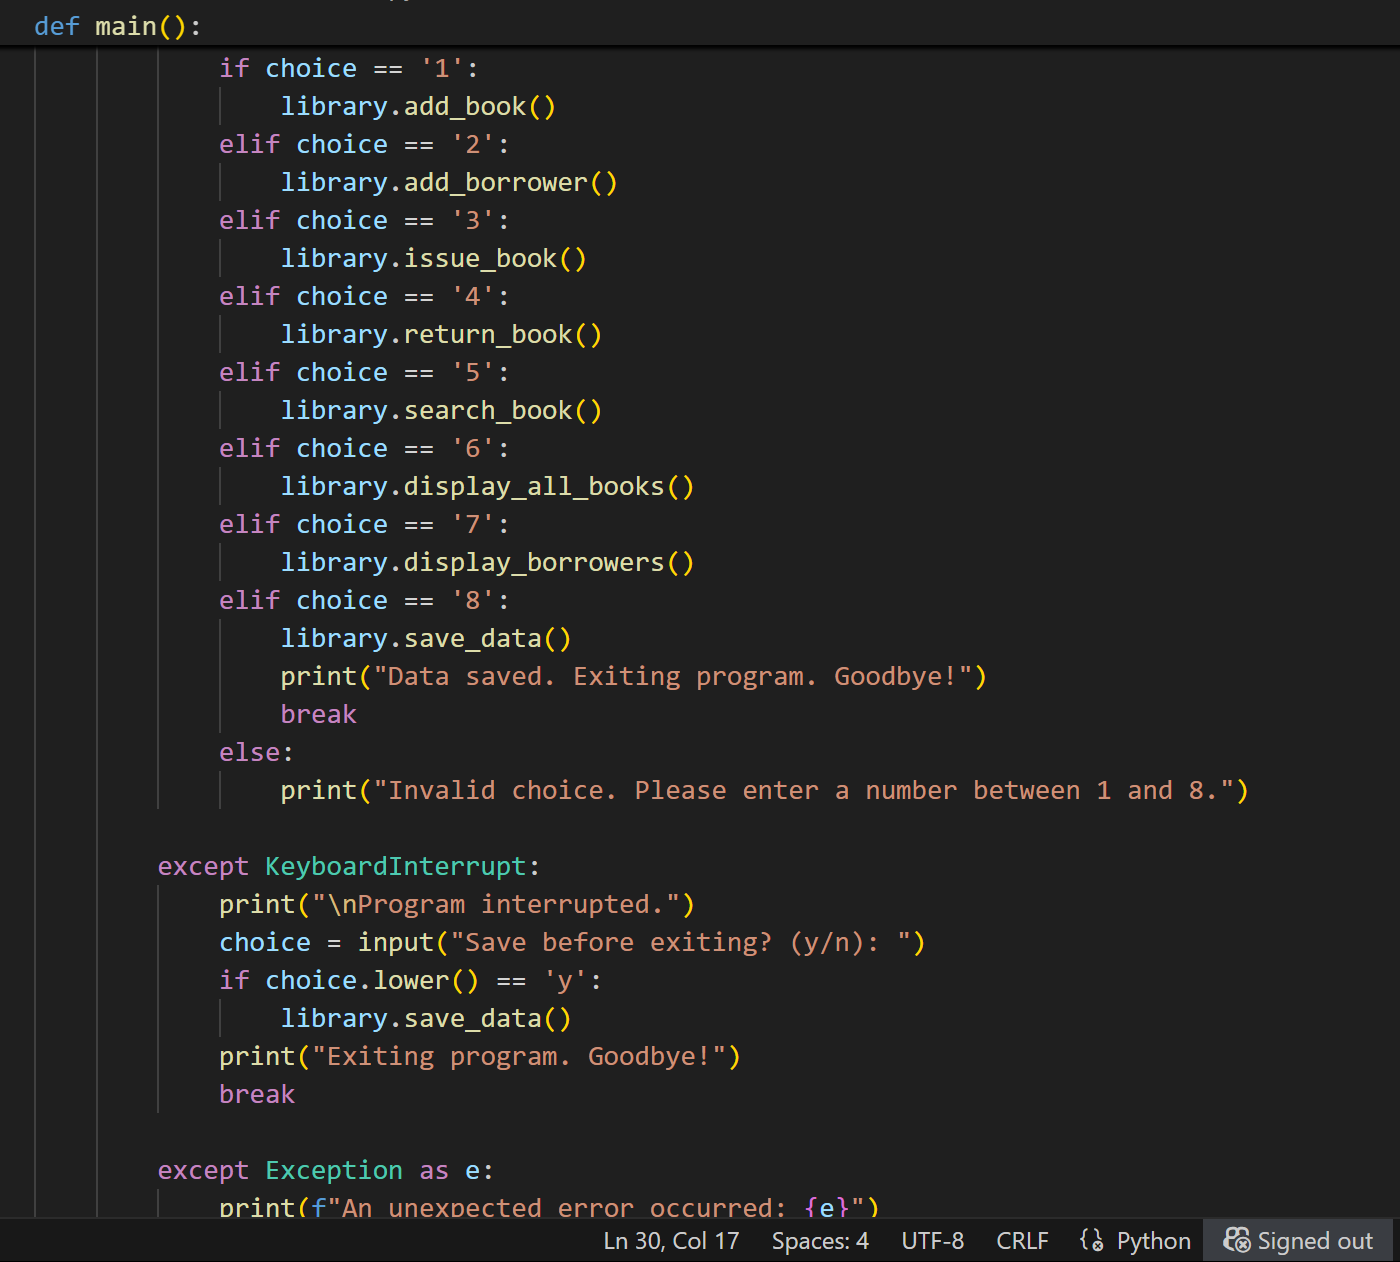 def main():
            if choice == '1':
                library.add_book()
            elif choice == '2':
                library.add_borrower()
            elif choice == '3':
                library.issue_book()
            elif choice == '4':
                library.return_book()
            elif choice == '5':
                library.search_book()
            elif choice == '6':
                library.display_all_books()
            elif choice == '7':
                library.display_borrowers()
            elif choice == '8':
                library.save_data()
                print("Data saved. Exiting program. Goodbye!")
                break
            else:
                print("Invalid choice. Please enter a number between 1 and 8.")

        except KeyboardInterrupt:
            print("\nProgram interrupted.")
            choice = input("Save before exiting? (y/n): ")
            if choice.lower() == 'y':
                library.save_data()
            print("Exiting program. Goodbye!")
            break

        except Exception as e:
            print(f"An unexpected error occurred: {e}")
Ln 30, Col 17 Spaces: 4 UTF-8 CRLF Python Signed out